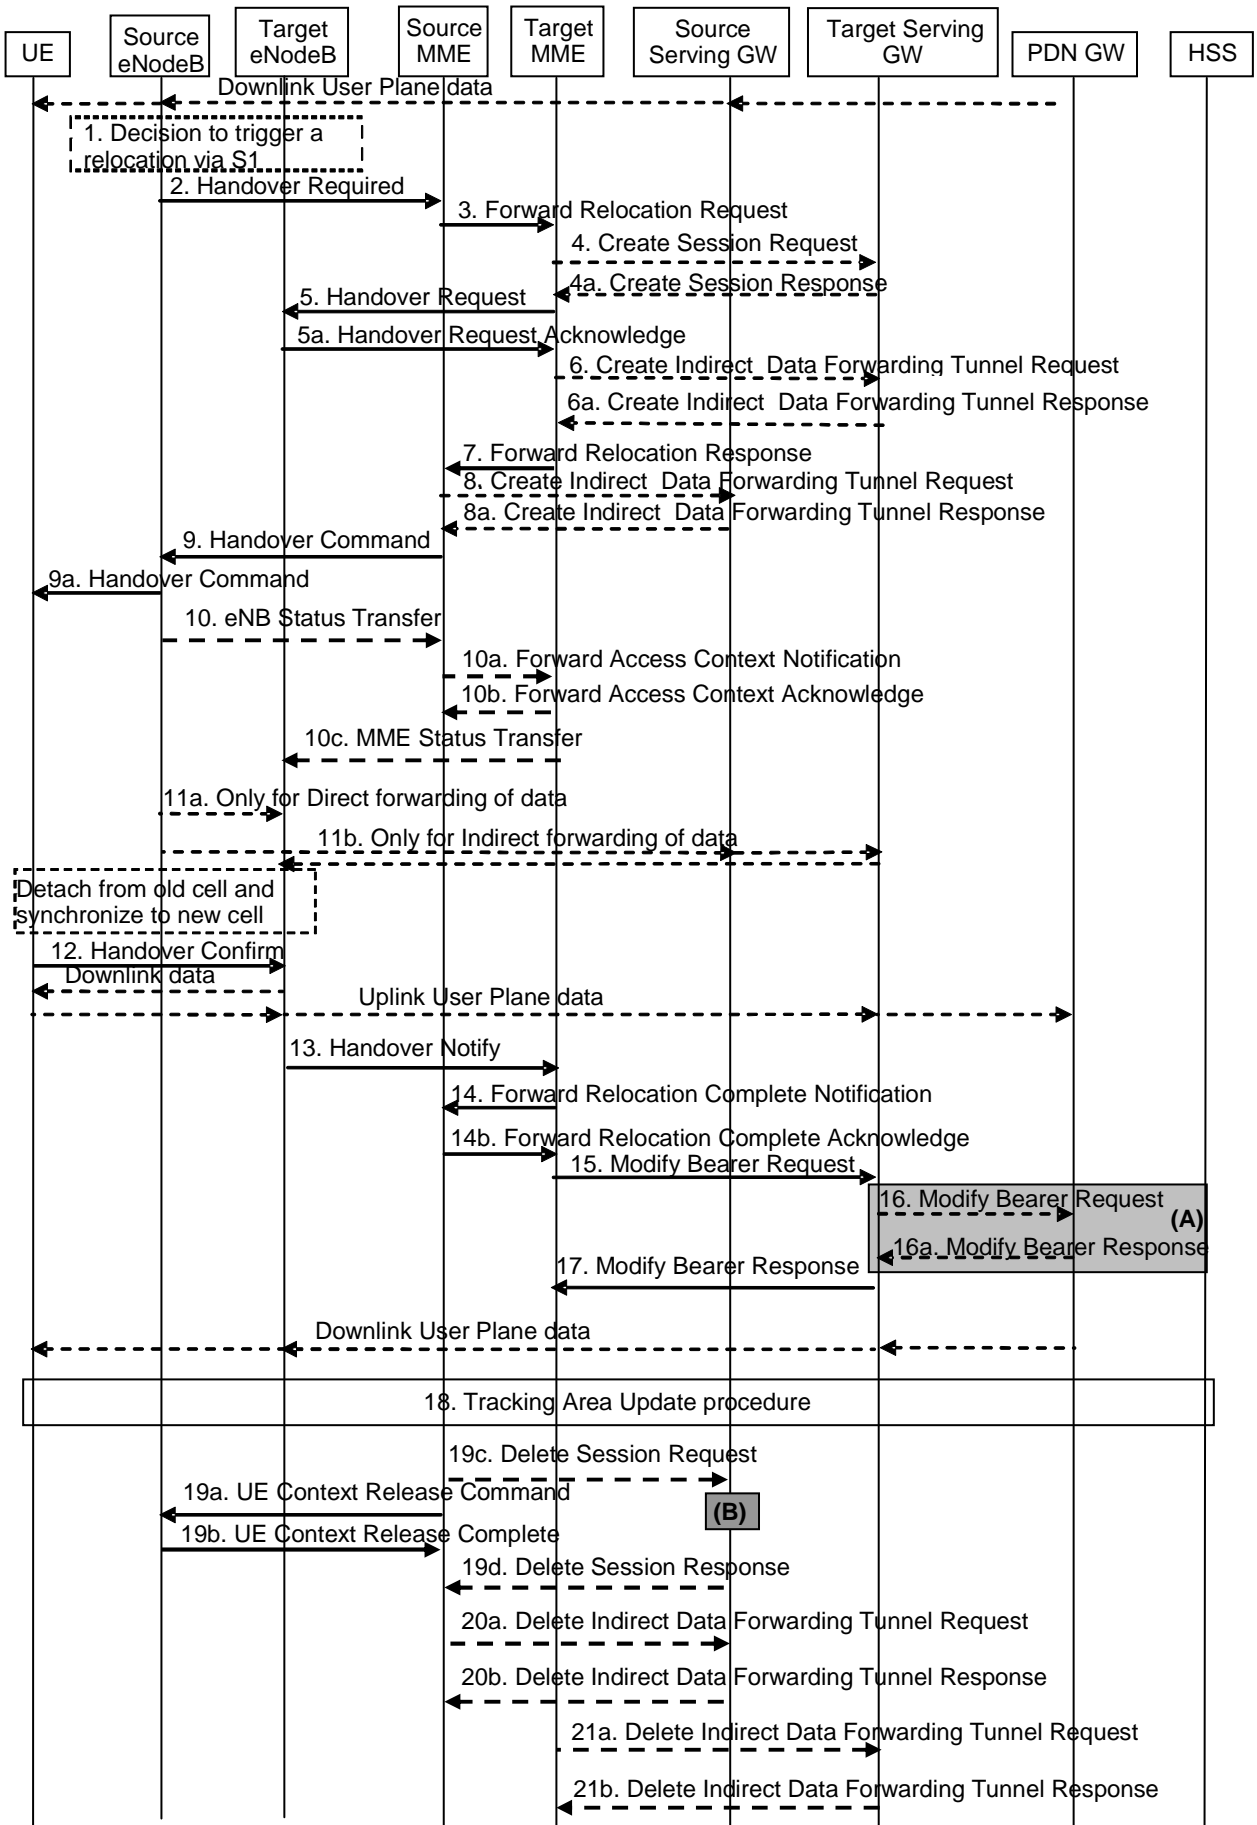 UE
Source
eNodeB
Target
eNodeB
Source
MME
Target
MME
Source
Serving GW
Target Serving
GW
PDN GW
HSS
Downlink User Plane data
1. Decision to trigger a
relocation via S1
2. Handover Required
3. Forward Relocation Request
4. Create Session Request
4a. Create Session Response
5. Handover Request
5a. Handover Request Acknowledge
6. Create Indirect Data Forwarding Tunnel Request
6a. Create Indirect Data Forwarding Tunnel Response
7. Forward Relocation Response
8. Create Indirect Data Forwarding Tunnel Request
8a. Create Indirect Data Forwarding Tunnel Response
9. Handover Command
9a. Handover Command
10. eNB Status Transfer
10a. Forward Access Context Notification
10b. Forward Access Context Acknowledge
10c. MME Status Transfer
11a. Only for Direct forwarding of data
11b. Only for Indirect forwarding of data
Detach from old cell and
synchronize to new cell
12. Handover Confirm
Downlink data
Uplink User Plane data
13. Handover Notify
14. Forward Relocation Complete Notification
14b. Forward Relocation Complete Acknowledge
15. Modify Bearer Request
16. Modify Bearer Request
(A)
16a. Modify Bearer Response
17. Modify Bearer Response
Downlink User Plane data
18. Tracking Area Update procedure
19c. Delete Session Request
19a. UE Context Release Command
(B)
19b. UE Context Release Complete
19d. Delete Session Response
20a. Delete Indirect Data Forwarding Tunnel Request
20b. Delete Indirect Data Forwarding Tunnel Response
21a. Delete Indirect Data Forwarding Tunnel Request
21b. Delete Indirect Data Forwarding Tunnel Response